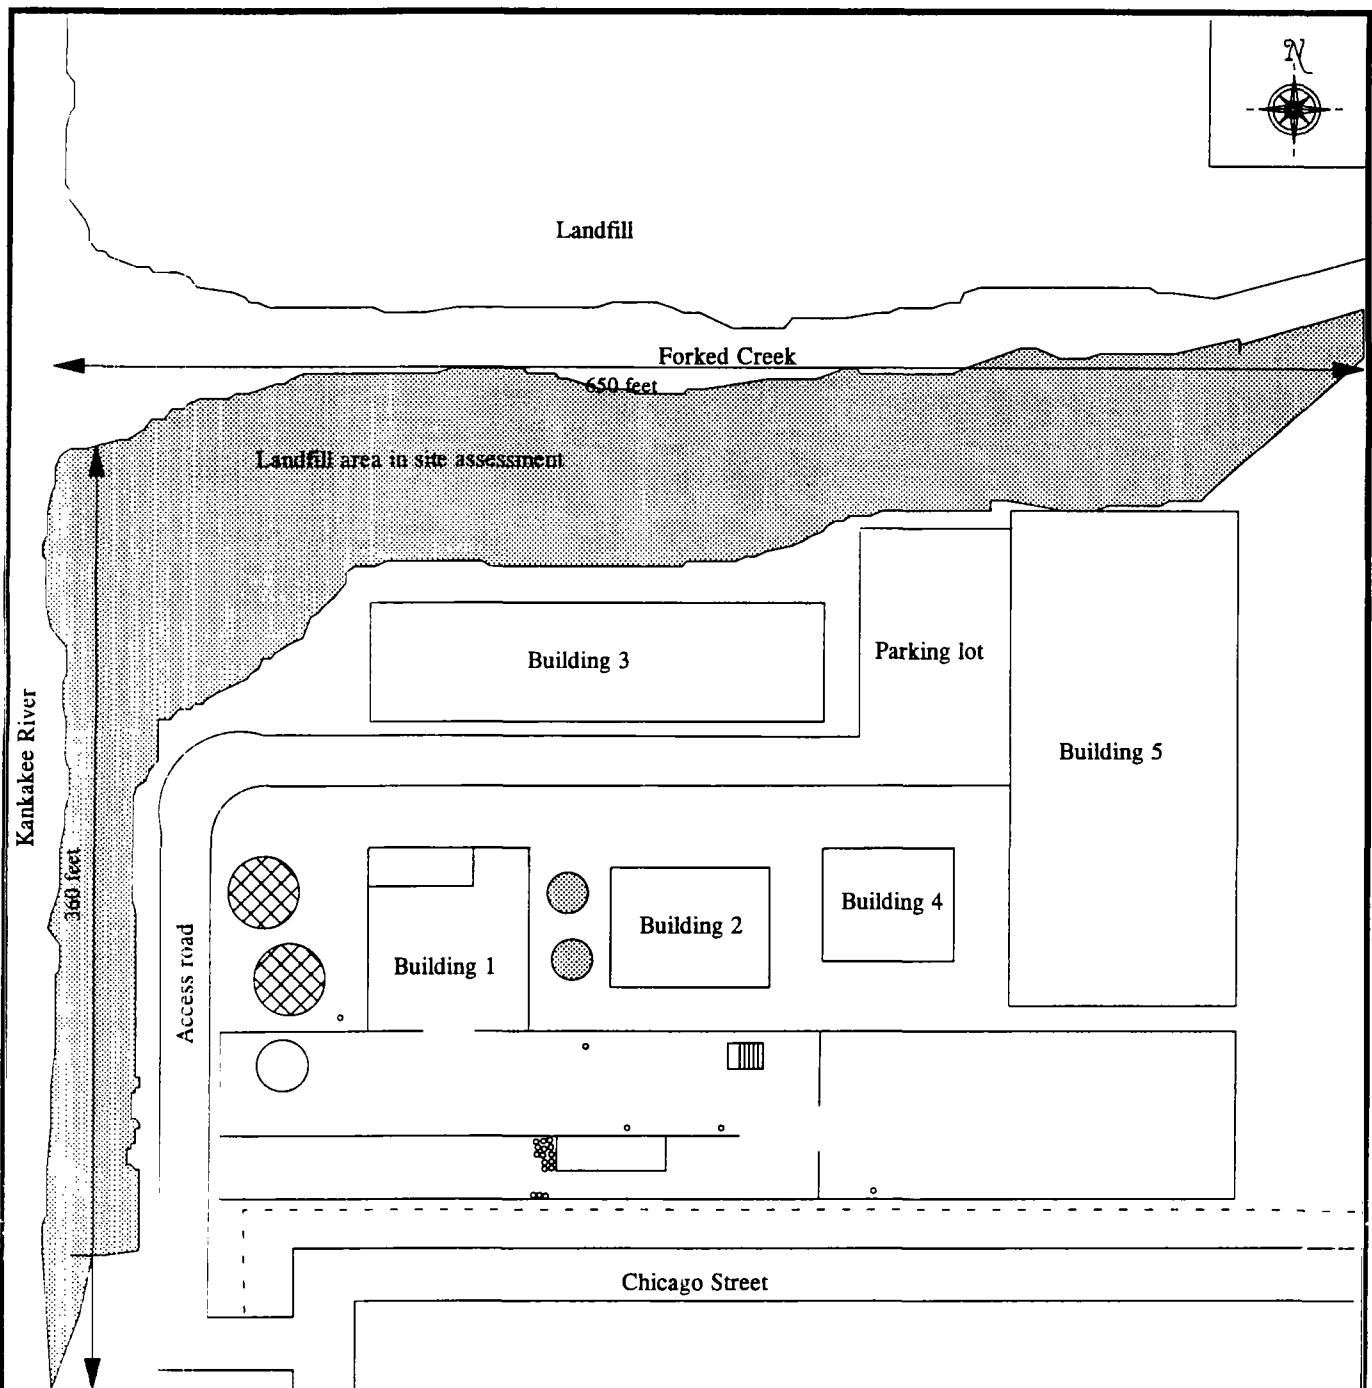 N
Landfill
Forked Creek
650 feet
Landfill area in site assessment
Building 3
Parking lot
Kankakee River
Building 5
360 feet
Access road
Building 1
Building 2
Building 4
Chicago Street